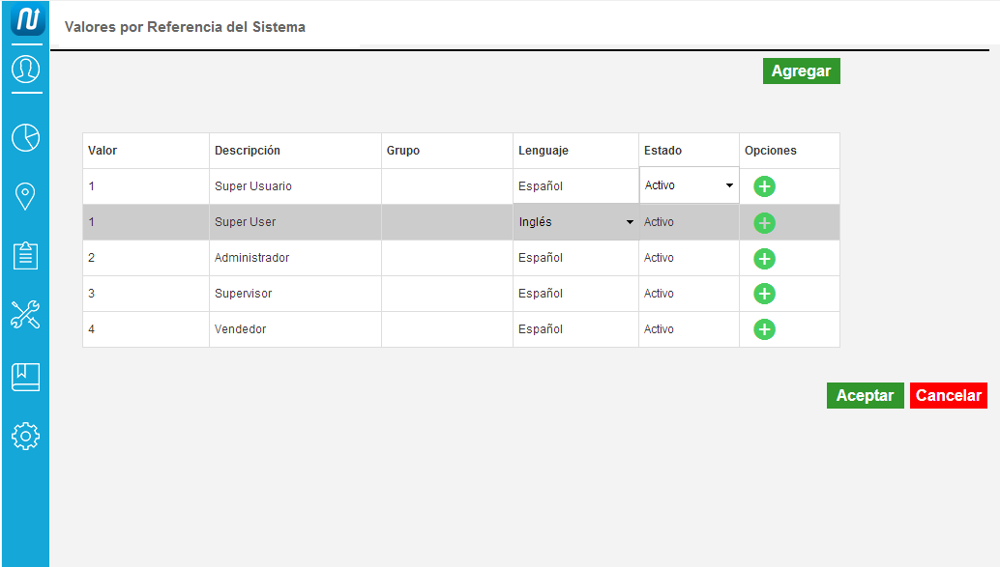 Valores por Referencia del Sistema
Agregar
Valor Descripción Grupo Lenguaje Estado Opciones
1 Super Usuario Español Activo
1 Super User Inglés Activo
2 Administrador Español Activo
3 Supervisor Español Activo
4 Vendedor Español Activo
Aceptar Cancelar